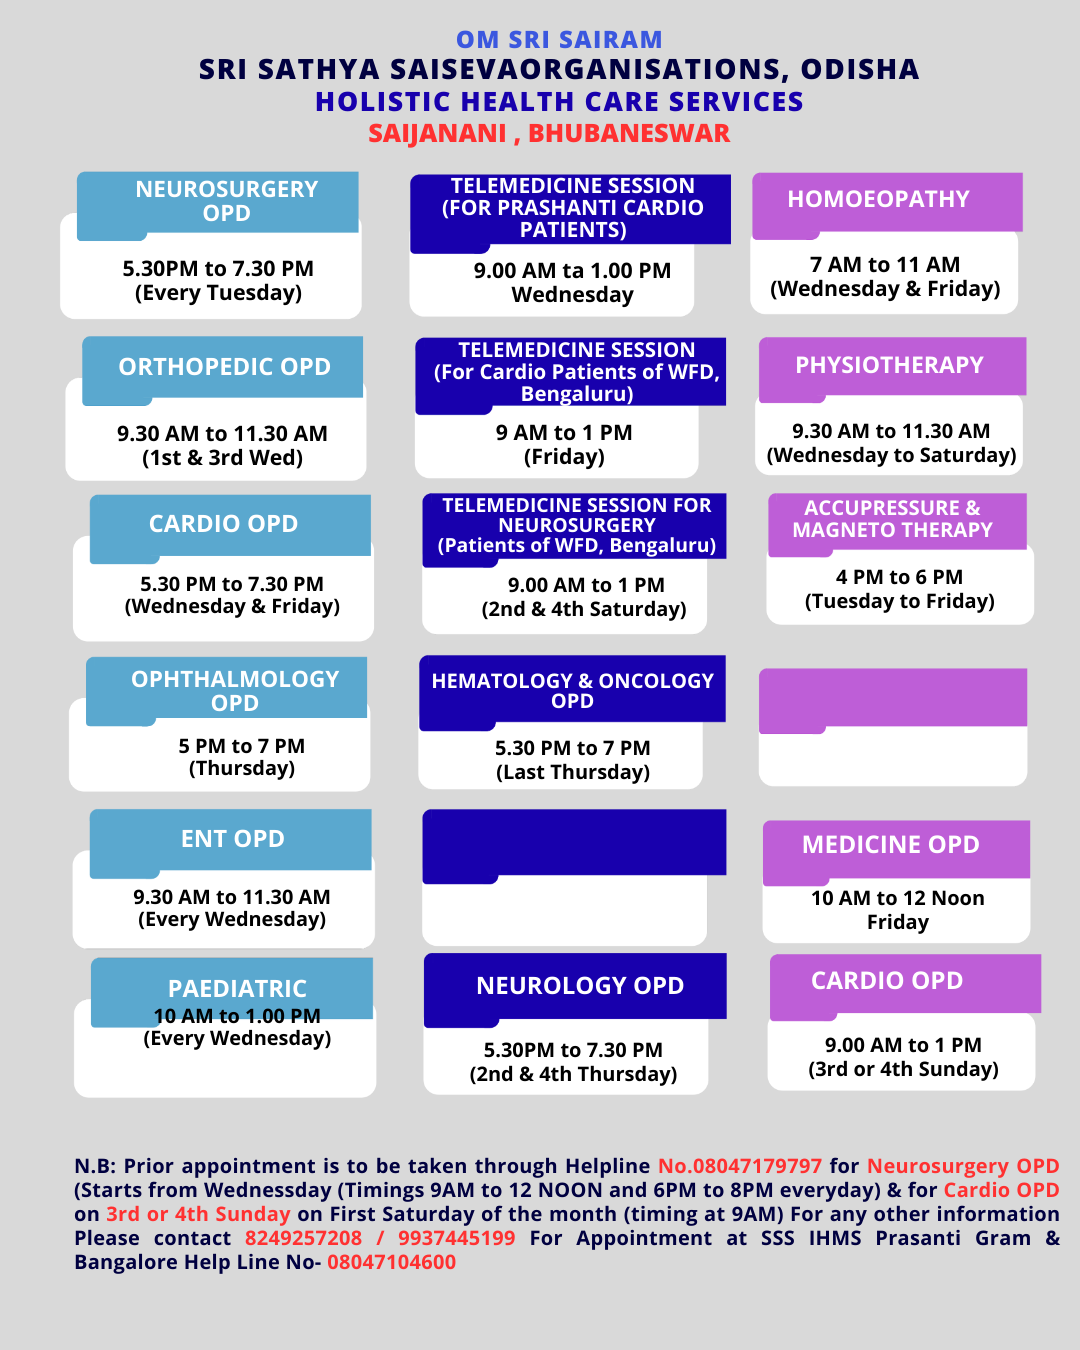 OM SRI SAIRAM
SRI SATHYA SAISEVAORGANISATIONS, ODISHA
HOLISTIC HEALTH CARE SERVICES
SAIJANANI , BHUBANESWAR
NEUROSURGERY
OPD
5.30PM to 7.30 PM
(Every Tuesday)
TELEMEDICINE SESSION
(FOR PRASHANTI CARDIO
PATIENTS)
9.00 AM ta 1.00 PM
Wednesday
HOMOEOPATHY
7 AM to 11 AM
(Wednesday & Friday)
ORTHOPEDIC OPD
9.30 AM to 11.30 AM
(1st & 3rd Wed)
TELEMEDICINE SESSION
(For Cardio Patients of WFD,
Bengaluru)
9 AM to 1 PM
(Friday)
PHYSIOTHERAPY
9.30 AM to 11.30 AM
(Wednesday to Saturday)
CARDIO OPD
5.30 PM to 7.30 PM
(Wednesday & Friday)
TELEMEDICINE SESSION FOR
NEUROSURGERY
(Patients of WFD, Bengaluru)
9.00 AM to 1 PM
(2nd & 4th Saturday)
ACCUPRESSURE &
MAGNETO THERAPY
4 PM to 6 PM
(Tuesday to Friday)
OPHTHALMOLOGY
OPD
5 PM to 7 PM
(Thursday)
HEMATOLOGY & ONCOLOGY
OPD
5.30 PM to 7 PM
(Last Thursday)
ENT OPD
9.30 AM to 11.30 AM
(Every Wednesday)
MEDICINE OPD
10 AM to 12 Noon
Friday
PAEDIATRIC
10 AM to 1.00 PM
(Every Wednesday)
NEUROLOGY OPD
5.30PM to 7.30 PM
(2nd & 4th Thursday)
CARDIO OPD
9.00 AM to 1 PM
(3rd or 4th Sunday)
N.B: Prior appointment is to be taken through Helpline No.08047179797 for Neurosurgery OPD
(Starts from Wednessday (Timings 9AM to 12 NOON and 6PM to 8PM everyday) & for Cardio OPD
on 3rd or 4th Sunday on First Saturday of the month (timing at 9AM) For any other information
Please contact 8249257208 / 9937445199 For Appointment at SSS IHMS Prasanti Gram &
Bangalore Help Line No- 08047104600